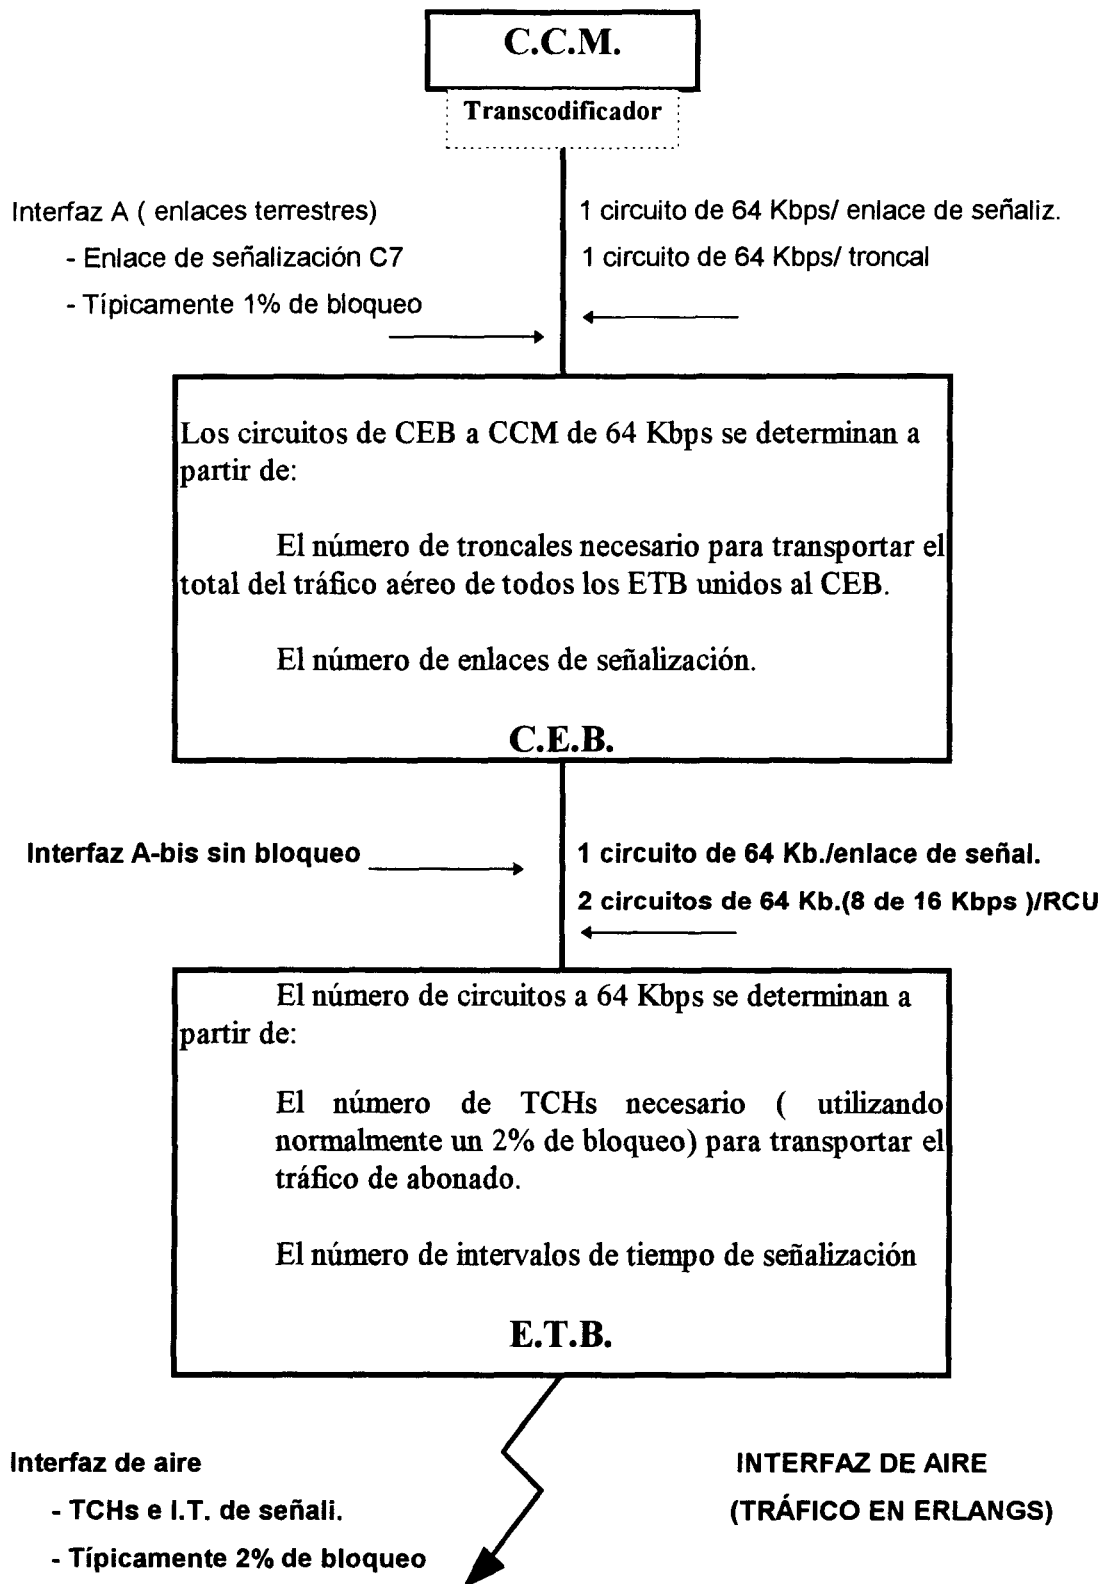 C.C.M.
Transcodificador
Interfaz A ( enlaces terrestres)
- Enlace de señalización C7
- Típicamente 1% de bloqueo
1 circuito de 64 Kbps/ enlace de señaliz.
1 circuito de 64 Kbps/ troncal
Los circuitos de CEB a CCM de 64 Kbps se determinan a
partir de:
El número de troncales necesario para transportar el
total del tráfico aéreo de todos los ETB unidos al CEB.
El número de enlaces de señalización.
C.E.B.
Interfaz A-bis sin bloqueo
1 circuito de 64 Kb./enlace de señal.
2 circuitos de 64 Kb.(8 de 16 Kbps )/RCU
El número de circuitos a 64 Kbps se determinan a
partir de:
El número de TCHs necesario ( utilizando
normalmente un 2% de bloqueo) para transportar el
tráfico de abonado.
El número de intervalos de tiempo de señalización
E.T.B.
Interfaz de aire
- TCHs e I.T. de señali.
- Típicamente 2% de bloqueo
INTERFAZ DE AIRE
(TRÁFICO EN ERLANGS)